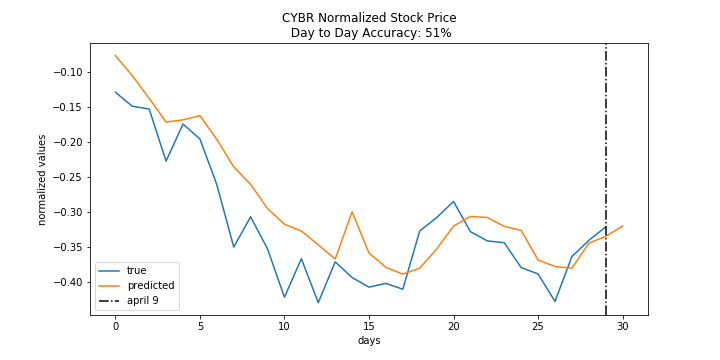 CYBR Normalized Stock Price
Day to Day Accuracy: 51%
normalized values
−0.10
−0.15
−0.20
−0.25
−0.30
−0.35
−0.40
true
predicted
april 9
0
5
10
15
20
25
30
days